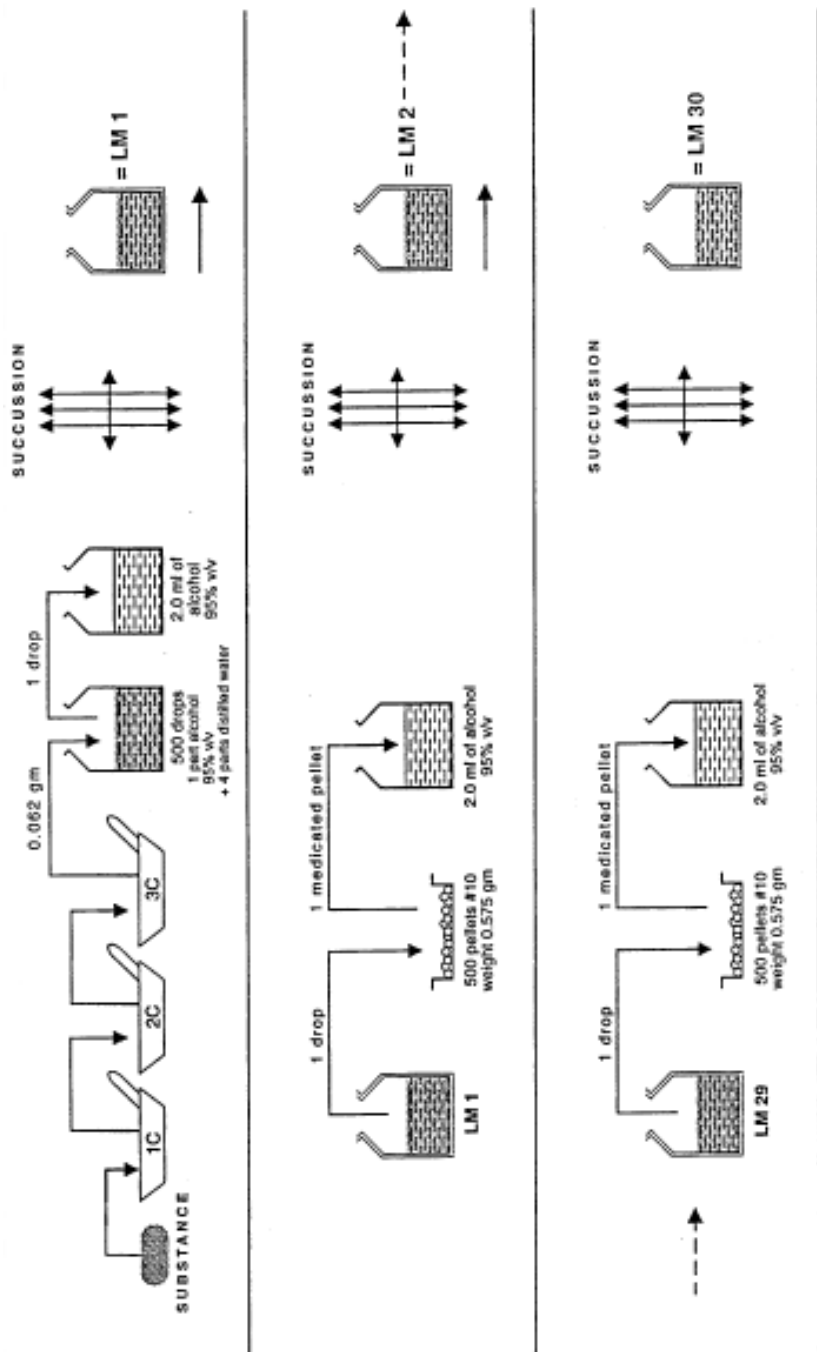 SUBSTANCE
1C
2C
3C
0.062 gm
500 drops
1 part alcohol
95% v/v
+ 4 parts distilled water
1 drop
2.0 ml of
alcohol
95% v/v
SUCCUSSION
= LM 1
LM 1
1 drop
500 pellets #10
weight 0.575 gm
1 medicated pellet
2.0 ml of alcohol
95% v/v
SUCCUSSION
= LM 2
LM 29
1 drop
500 pellets #10
weight 0.575 gm
1 medicated pellet
2.0 ml of alcohol
95% v/v
SUCCUSSION
= LM 30